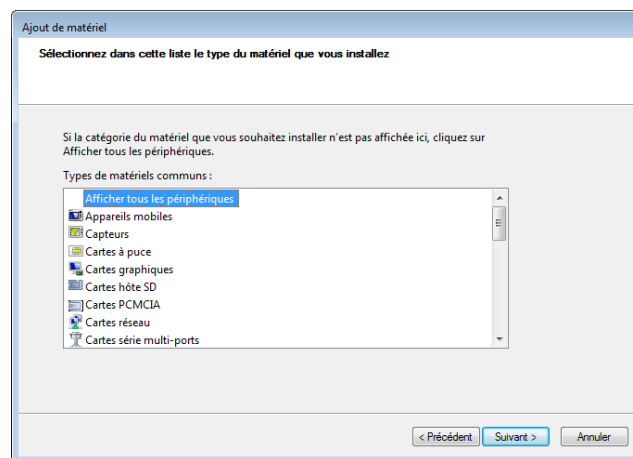 Ajout de matériel
Sélectionnez dans cette liste le type du matériel que vous installez
Si la catégorie du matériel que vous souhaitez installer n'est pas affichée ici, cliquez sur
Afficher tous les périphériques.
Types de matériels communs :
Afficher tous les périphériques
Appareils mobiles
Capteurs
Cartes à puce
Cartes graphiques
Cartes hôte SD
Cartes PCMCIA
Cartes réseau
Cartes série multi-ports
< Précédent
Suivant >
Annuler